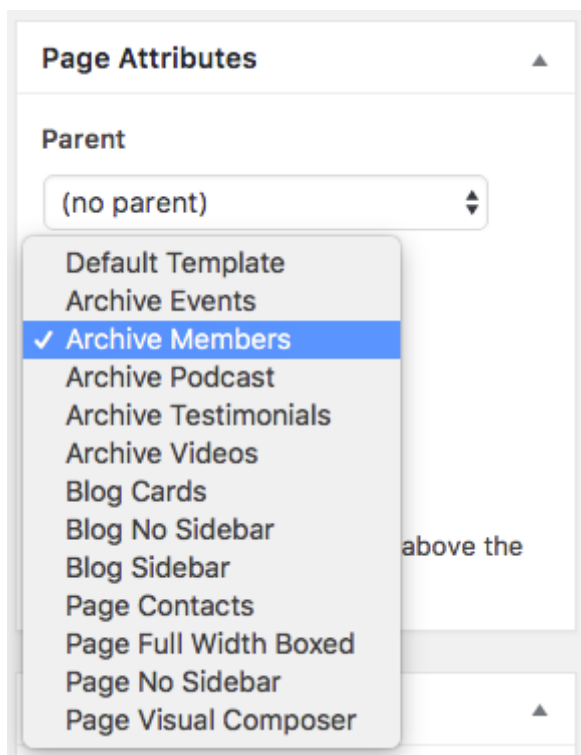 Page Attributes
Parent
(no parent)
Default Template
Archive Events
Archive Members
Archive Podcast
Archive Testimonials
Archive Videos
Blog Cards
Blog No Sidebar
above the
Blog Sidebar
Page Contacts
Page Full Width Boxed
Page No Sidebar
Page Visual Composer